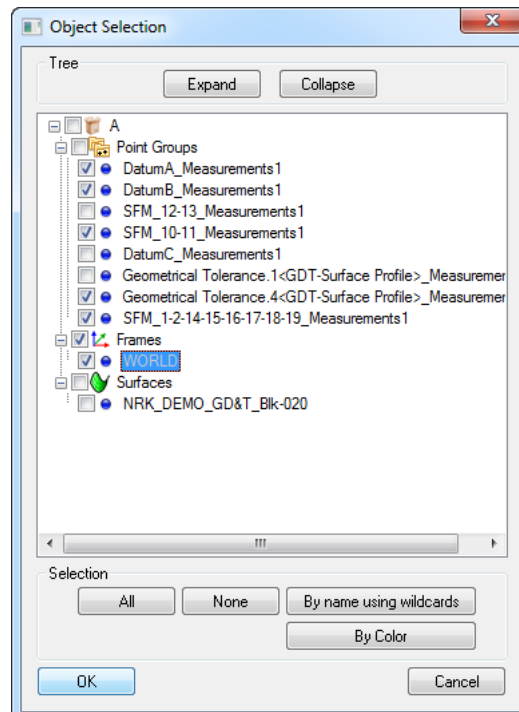 Object Selection
Tree
Expand Collapse
A
Point Groups
DatumA_Measurements1
DatumB_Measurements1
SFM_12-13_Measurements1
SFM_10-11_Measurements1
DatumC_Measurements1
Geometrical Tolerance.1<GDT-Surface Profile>_Measuremer
Geometrical Tolerance.4<GDT-Surface Profile>_Measuremer
SFM_1-2-14-15-16-17-18-19_Measurements1
Frames
WORLD
Surfaces
NRK_DEMO_GD&T_Blk-020
Selection
All None By name using wildcards
By Color
OK Cancel